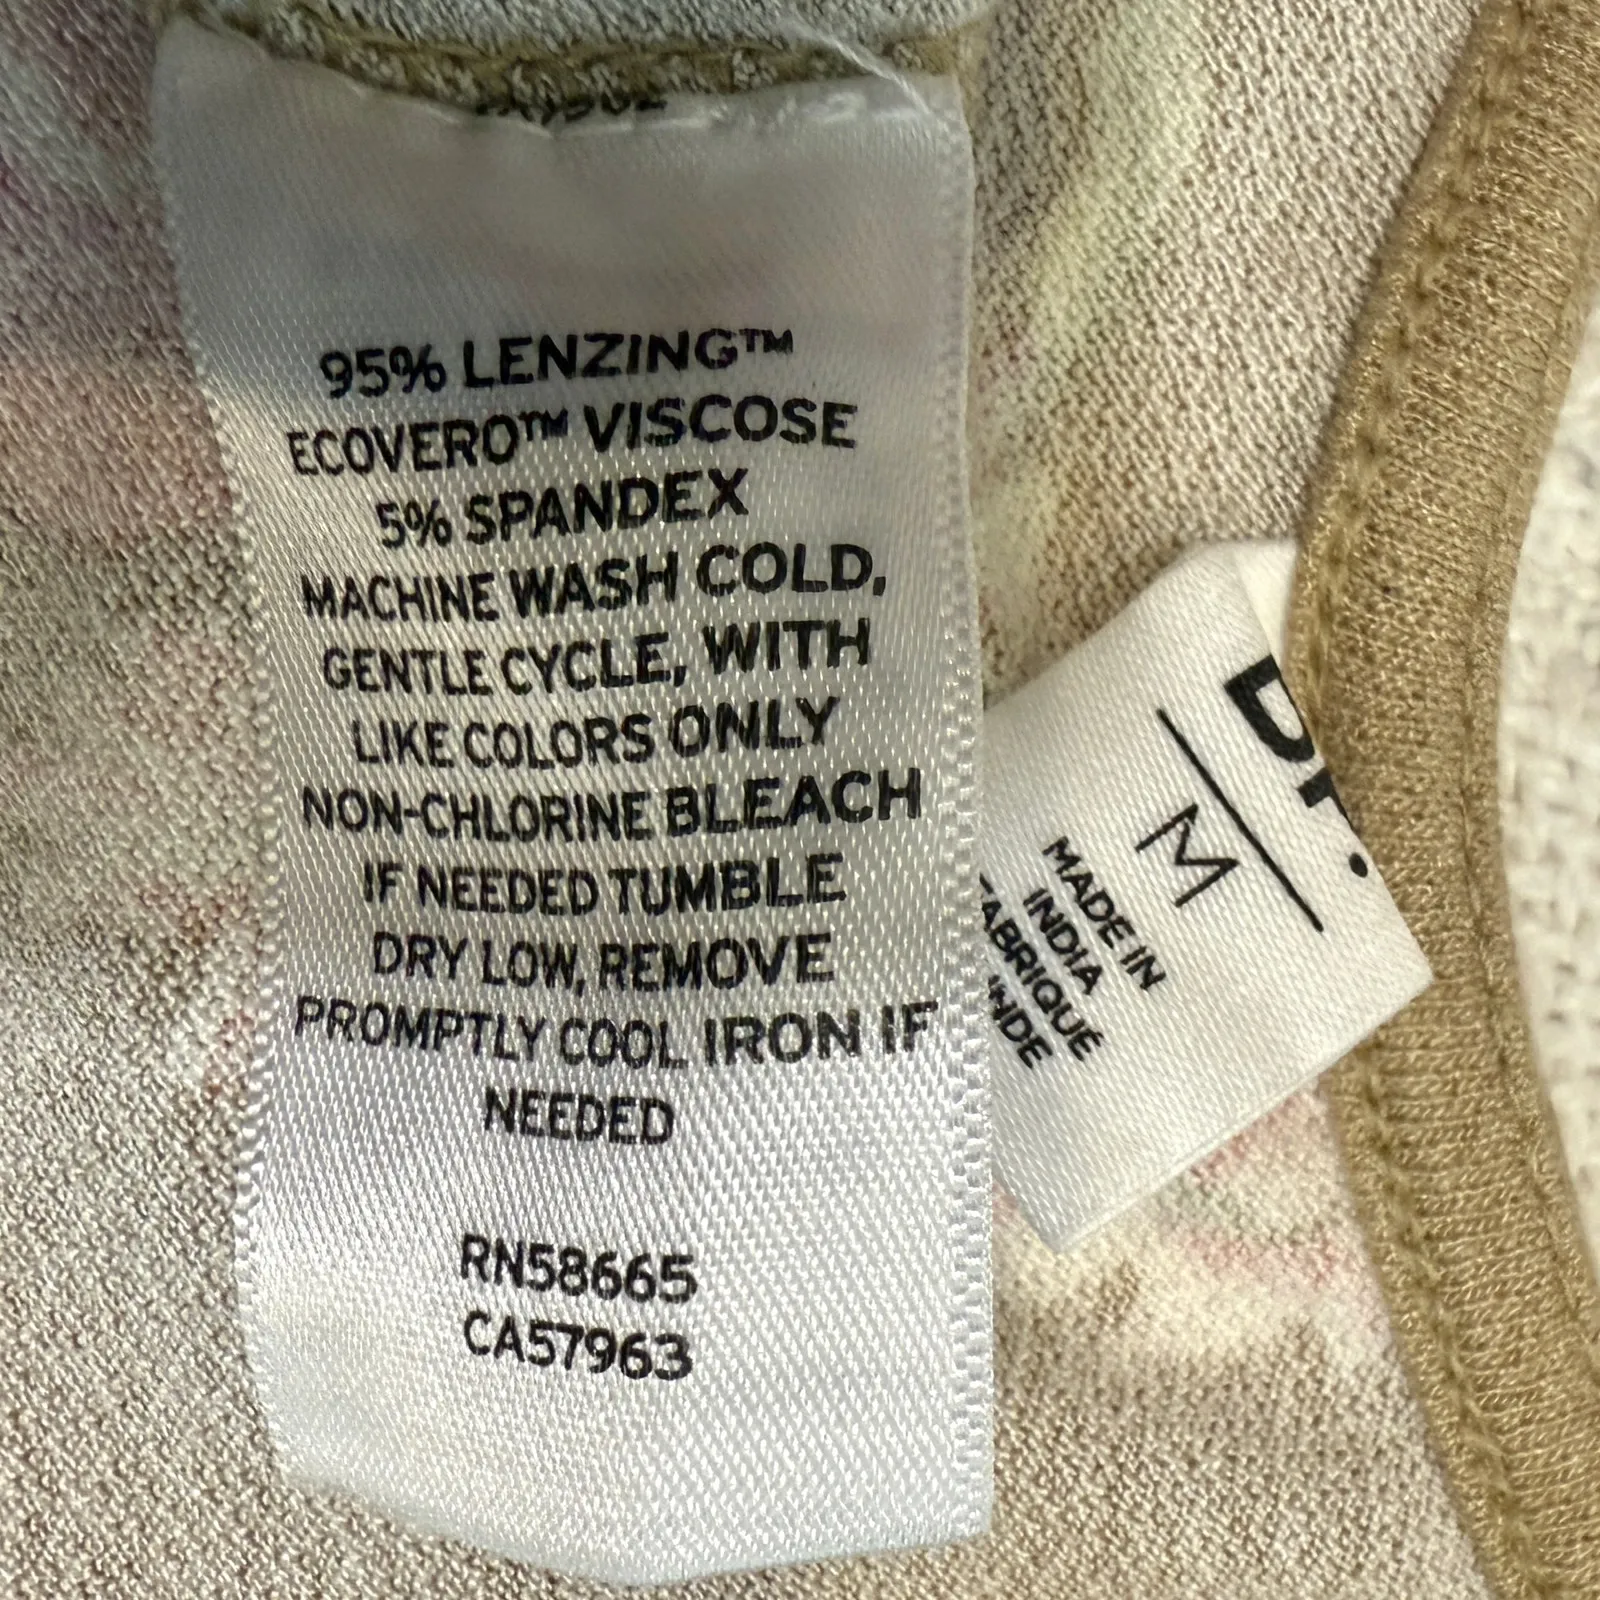 95% LENZING™
ECOVERO™ VISCOSE
5% SPANDEX
MACHINE WASH COLD,
GENTLE CYCLE, WITH
LIKE COLORS ONLY
NON-CHLORINE BLEACH
IF NEEDED TUMBLE
DRY LOW, REMOVE
PROMPTLY COOL IRON IF
NEEDED
RN58665
CA57963
M
MADE IN
INDIA